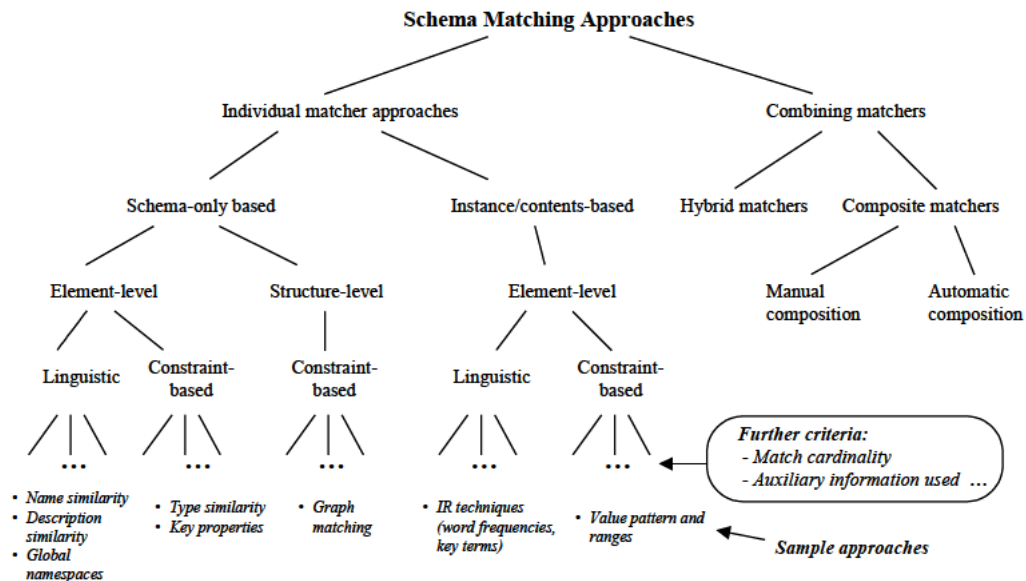 Schema Matching Approaches
Individual matcher approaches
Combining matchers
Schema-only based
Instance/contents-based
Hybrid matchers
Composite matchers
Element-level
Structure-level
Element-level
Manual
composition
Automatic
composition
Linguistic
Constraint-
based
Constraint-
based
Linguistic
Constraint-
based
...
...
...
...
...
Further criteria:
- Match cardinality
- Auxiliary information used ...
• Name similarity
• Description
similarity
• Global
namespaces
• Type similarity
• Key properties
• Graph
matching
• IR techniques
(word frequencies,
key terms)
• Value pattern and
ranges
Sample approaches